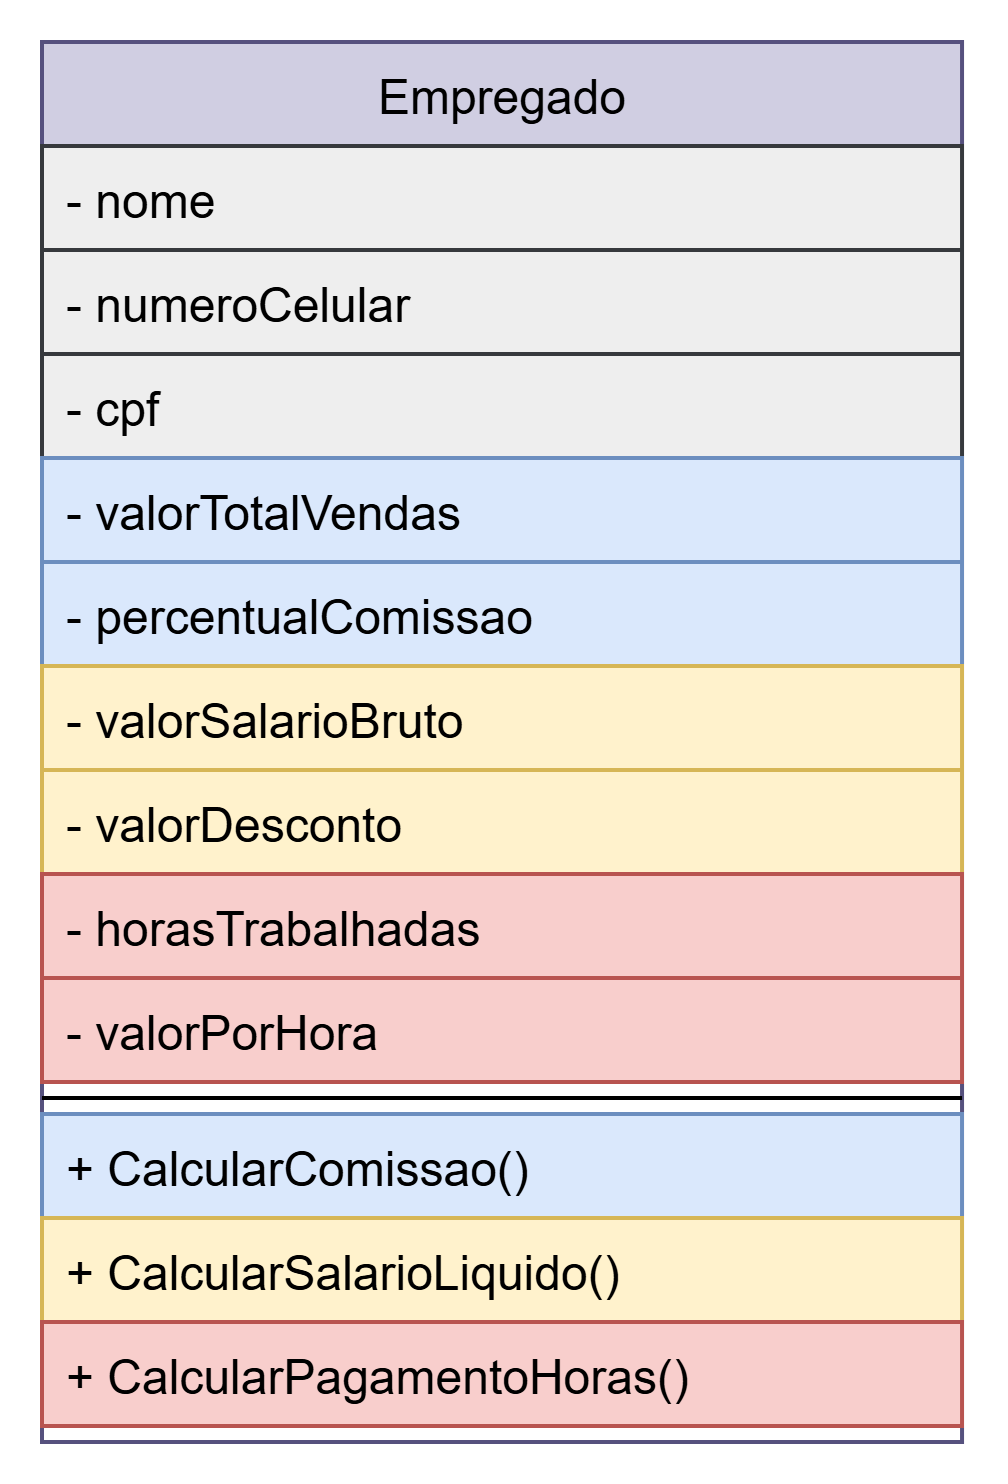 Empregado
- nome
- numeroCelular
- cpf
- valorTotalVendas
- percentualComissao
- valorSalarioBruto
- valorDesconto
- horasTrabalhadas
- valorPorHora
+ CalcularComissao()
+ CalcularSalarioLiquido()
+ CalcularPagamentoHoras()